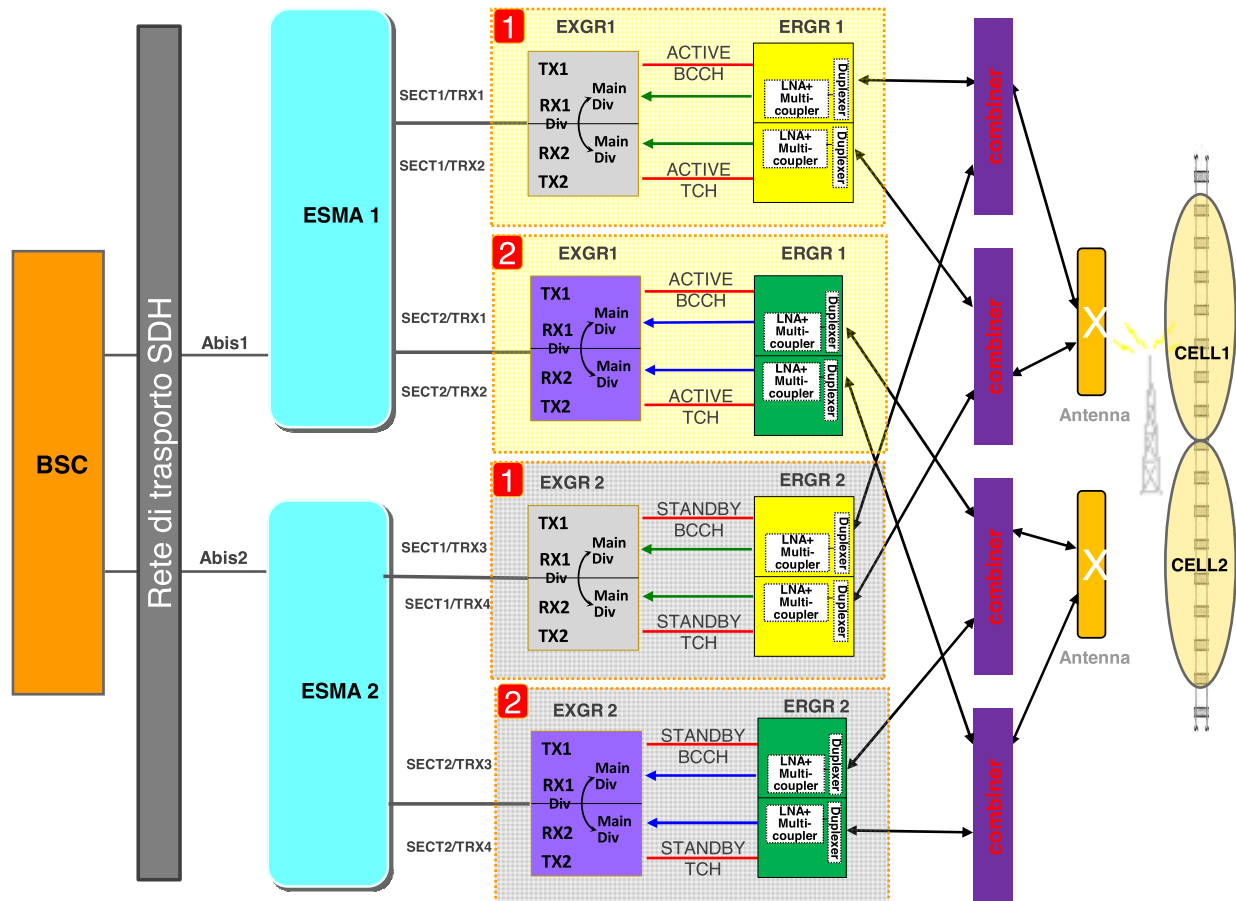 BSC
Rete di trasporto SDH
Abis1
Abis2
ESMA 1
ESMA 2
SECT1/TRX1
SECT1/TRX2
SECT2/TRX1
SECT2/TRX2
SECT1/TRX3
SECT1/TRX4
SECT2/TRX3
SECT2/TRX4
1
EXGR1
ERGR 1
TX1
RX1
Div
RX2
TX2
Main
Div
Main
Div
ACTIVE
BCCH
ACTIVE
TCH
LNA+
Multi-
coupler
Duplexer
LNA+
Multi-
coupler
Duplexer
2
EXGR1
ERGR 1
TX1
RX1
Div
RX2
TX2
Main
Div
Main
Div
ACTIVE
BCCH
ACTIVE
TCH
LNA+
Multi-
coupler
Duplexer
LNA+
Multi-
coupler
Duplexer
1
EXGR 2
ERGR 2
TX1
RX1
Div
RX2
TX2
Main
Div
Main
Div
STANDBY
BCCH
STANDBY
TCH
LNA+
Multi-
coupler
Duplexer
LNA+
Multi-
coupler
Duplexer
2
EXGR 2
ERGR 2
TX1
RX1
Div
RX2
TX2
Main
Div
Main
Div
STANDBY
BCCH
STANDBY
TCH
LNA+
Multi-
coupler
Duplexer
LNA+
Multi-
coupler
Duplexer
combiner
combiner
combiner
combiner
X
Antenna
X
Antenna
CELL1
CELL2